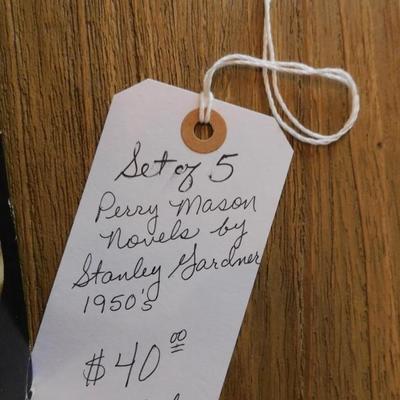 Set of 5
Perry Mason
Novels by
Stanley Gardner
1950's
$40.00